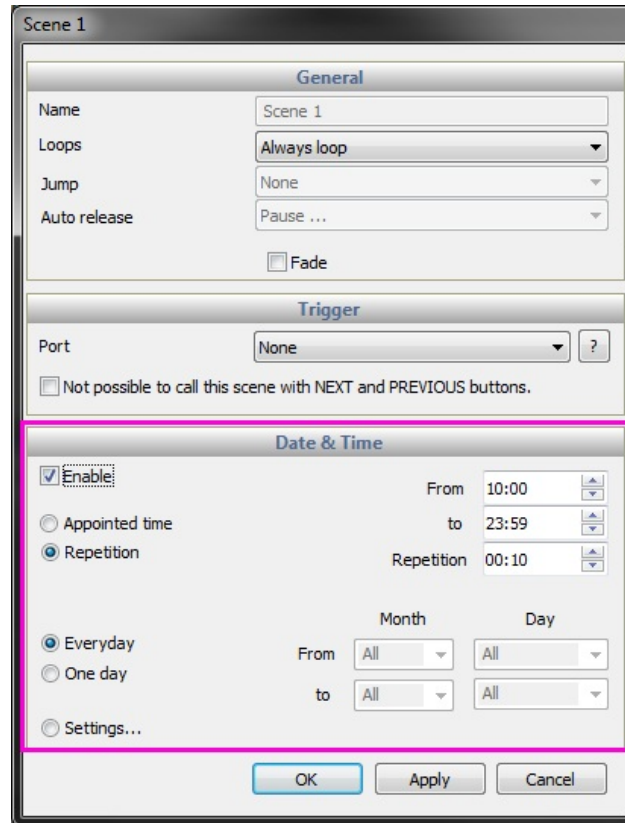 Scene 1
General
Name Scene 1
Loops Always loop
Jump None
Auto release Pause ...
Fade
Trigger
Port None ?
Not possible to call this scene with NEXT and PREVIOUS buttons.
Date & Time
Enable
From 10:00
Appointed time to 23:59
Repetition Repetition 00:10
Month Day
Everyday From All All
One day
to All All
Settings...
OK Apply Cancel